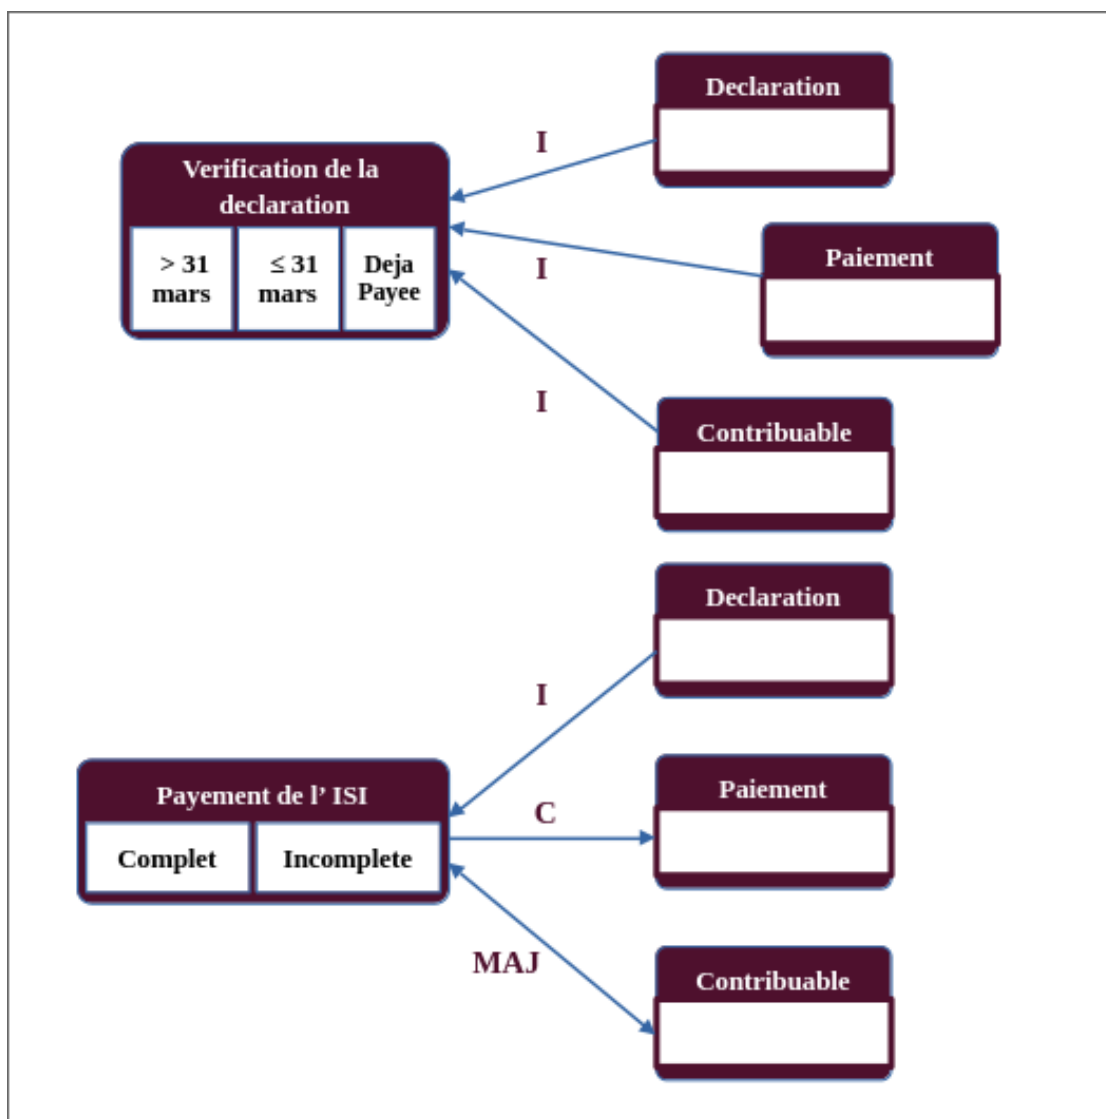 Declaration
I
Verification de la
declaration
> 31
mars
≤ 31
mars
Deja
Payee
I
Paiement
I
Contribuable
Declaration
I
Payement de l’ ISI
Complet
Incomplete
C
Paiement
MAJ
Contribuable